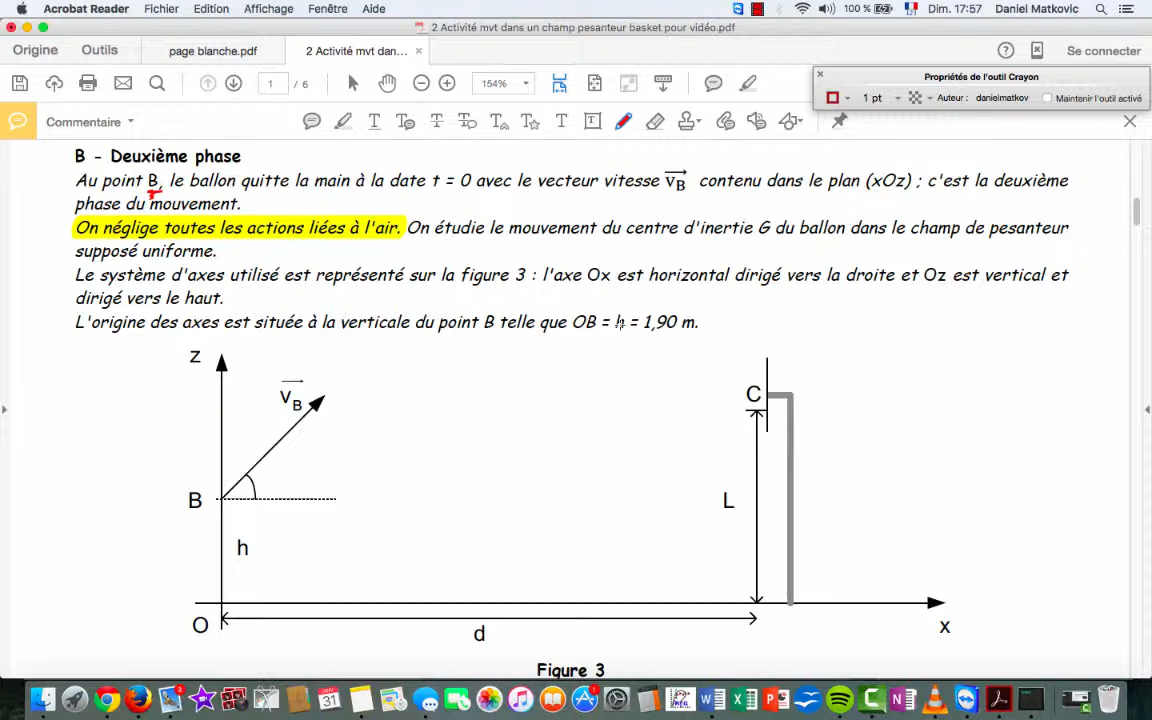 Acrobat Reader Fichier Edition Affichage Fenêtre Aide 100 % Dim. 17:57 Daniel Matkovic
2 Activité mvt dans un champ pesanteur basket pour vidéo.pdf
Origine Outils page blanche.pdf 2 Activité mvt dan... × ? Se connecter
1 / 6 154%
Propriétés de l'outil Crayon
1 pt Auteur : danielmatkov Maintenir l'outil activé
Commentaire
B - Deuxième phase
Au point B, le ballon quitte la main à la date t = 0 avec le vecteur vitesse v_B contenu dans le plan (xOz) ; c'est la deuxième
phase du mouvement.
On néglige toutes les actions liées à l'air. On étudie le mouvement du centre d'inertie G du ballon dans le champ de pesanteur
supposé uniforme.
Le système d'axes utilisé est représenté sur la figure 3 : l'axe Ox est horizontal dirigé vers la droite et Oz est vertical et
dirigé vers le haut.
L'origine des axes est située à la verticale du point B telle que OB = h = 1,90 m.
z
v_B
C
B
L
h
O
d
x
Figure 3